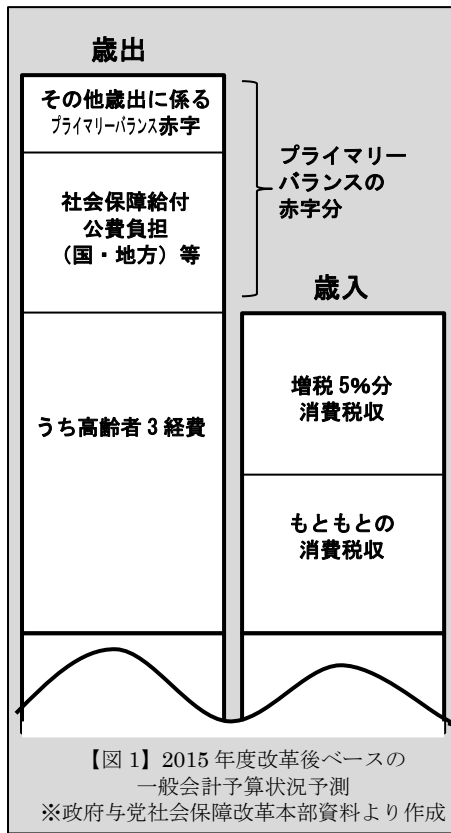 歳出
その他歳出に係る
プライマリーバランス赤字
社会保障給付
公費負担
（国・地方）等
うち高齢者3経費
プライマリー
バランスの
赤字分
歳入
増税5%分
消費税収
もともとの
消費税収
【図1】2015年度改革後ベースの
一般会計予算状況予測
※政府与党社会保障改革本部資料より作成